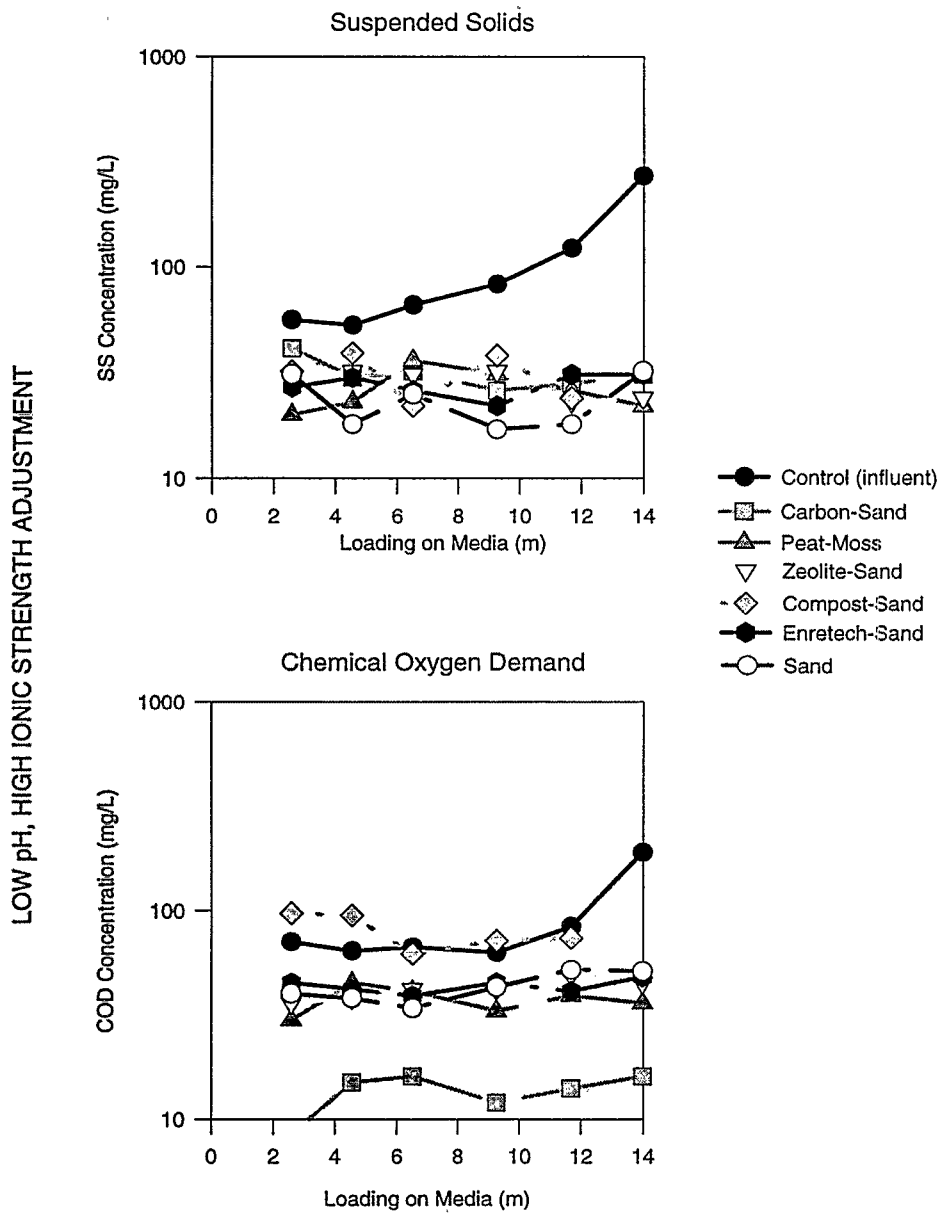 Suspended Solids
1000
100
10
SS Concentration (mg/L)
0 2 4 6 8 10 12 14
Loading on Media (m)
LOW pH, HIGH IONIC STRENGTH ADJUSTMENT
Control (influent)
Carbon-Sand
Peat-Moss
Zeolite-Sand
Compost-Sand
Enretech-Sand
Sand
Chemical Oxygen Demand
1000
100
10
COD Concentration (mg/L)
0 2 4 6 8 10 12 14
Loading on Media (m)